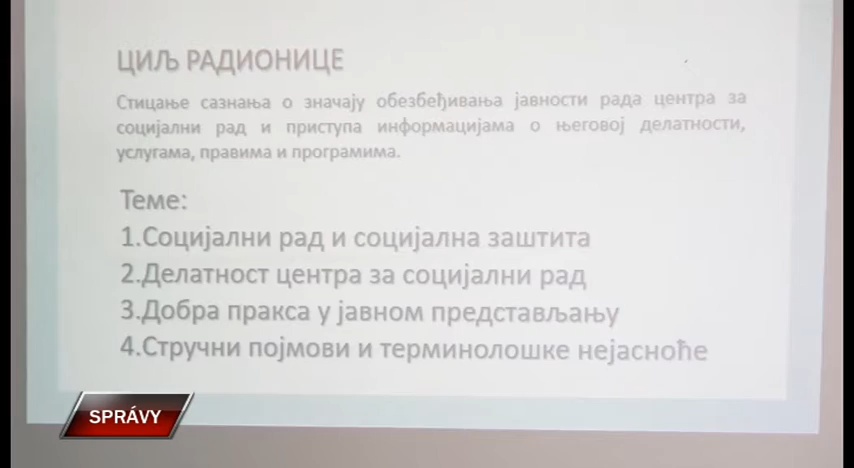 ЦИЉ РАДИОНИЦЕ
Стицање сазнања о значају обезбеђивања јавности рада центра за
социјални рад и приступа информацијама о његовој делатности,
услугама, правима и програмима.
Теме:
1.Социјални рад и социјална заштита
2.Делатност центра за социјални рад
3.Добра пракса у јавном представљању
4.Стручни појмови и терминолошке нејасноће
SPRÁVY